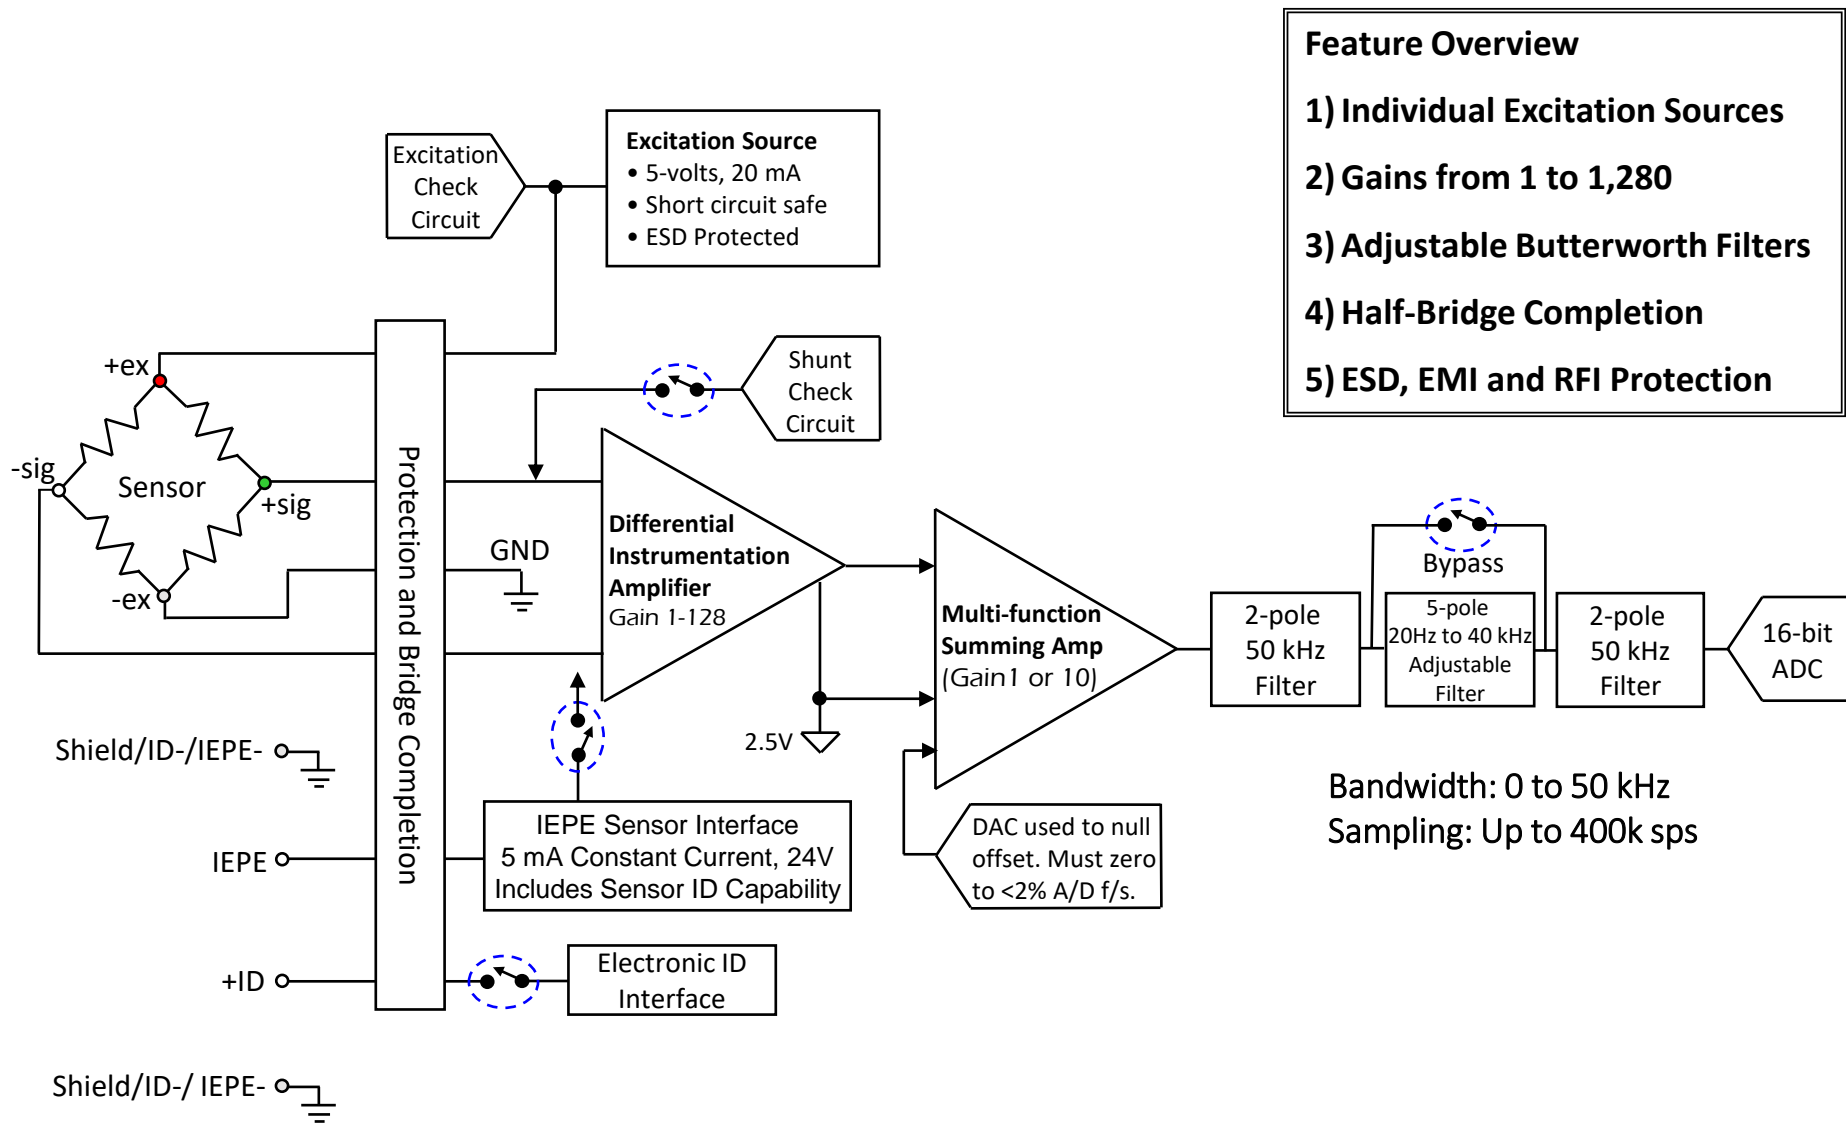 Feature Overview
1) Individual Excitation Sources
2) Gains from 1 to 1,280
3) Adjustable Butterworth Filters
4) Half-Bridge Completion
5) ESD, EMI and RFI Protection
Excitation
Check
Circuit
Excitation Source
• 5-volts, 20 mA
• Short circuit safe
• ESD Protected
Shunt
Check
Circuit
+ex
-sig
Sensor
+sig
-ex
Protection and Bridge Completion
GND
Differential
Instrumentation
Amplifier
Gain 1-128
Multi-function
Summing Amp
(Gain1 or 10)
2.5V
Bypass
2-pole
50 kHz
Filter
5-pole
20Hz to 40 kHz
Adjustable
Filter
2-pole
50 kHz
Filter
16-bit
ADC
Shield/ID-/IEPE-
IEPE
IEPE Sensor Interface
5 mA Constant Current, 24V
Includes Sensor ID Capability
DAC used to null
offset. Must zero
to <2% A/D f/s.
Bandwidth: 0 to 50 kHz
Sampling: Up to 400k sps
+ID
Electronic ID
Interface
Shield/ID-/ IEPE-